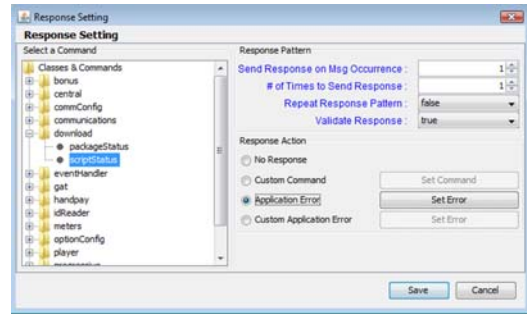 Response Setting
Response Setting
Select a Command
Classes & Commands
bonus
central
commConfig
communications
download
packageStatus
scriptStatus
eventHandler
gat
handpay
idReader
meters
optionConfig
player
Response Pattern
Send Response on Msg Occurrence : 1
# of Times to Send Response : 1
Repeat Response Pattern : false
Validate Response : true
Response Action
No Response
Custom Command Set Command
Application Error Set Error
Custom Application Error Set Error
Save Cancel